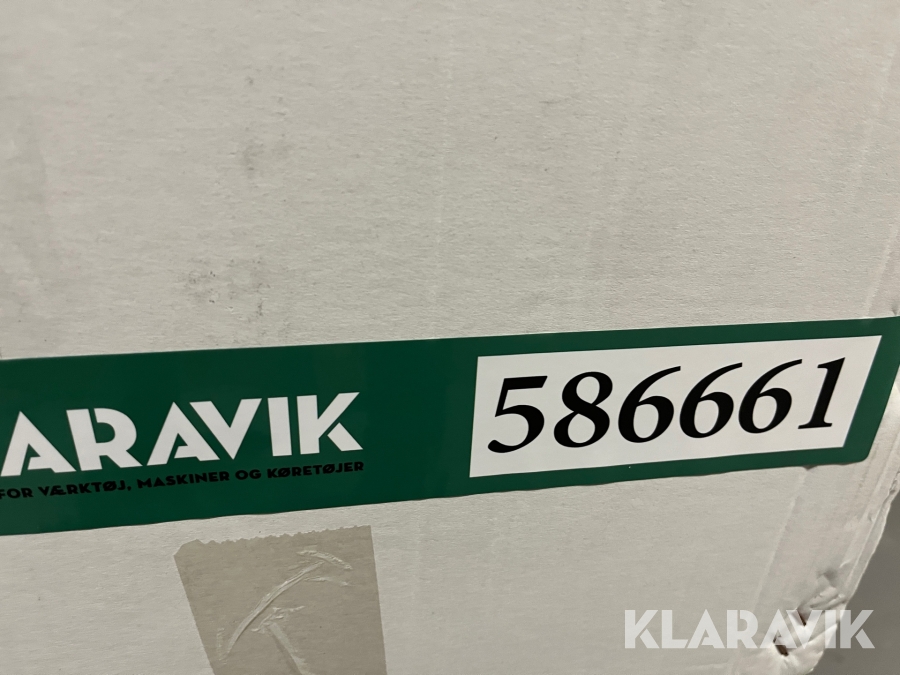 ARAVIK
FOR VÆRKTØJ, MASKINER OG KØRETØJER
586661
KLARAVIK